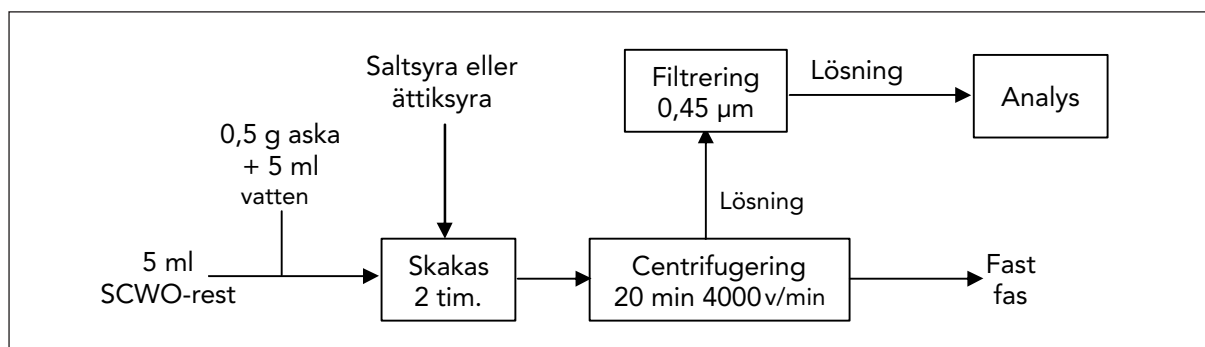 Saltsyra eller
ättiksyra
0,5 g aska
+ 5 ml
vatten
5 ml
SCWO-rest
Skakas
2 tim.
Centrifugering
20 min 4000 v/min
Lösning
Filtrering
0,45 µm
Lösning
Analys
Fast
fas